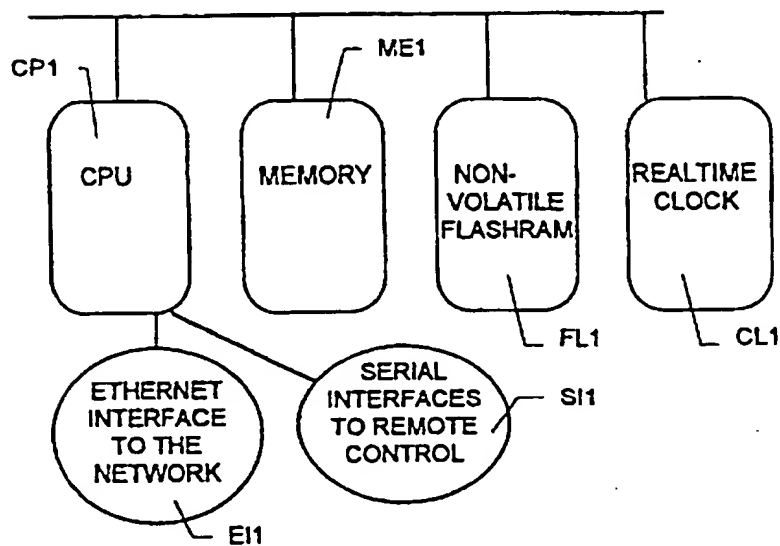 CP1
ME1
CPU
MEMORY
NON-
VOLATILE
FLASHRAM
REALTIME
CLOCK
FL1
CL1
ETHERNET
INTERFACE
TO THE
NETWORK
SERIAL
INTERFACES
TO REMOTE
CONTROL
SI1
EI1